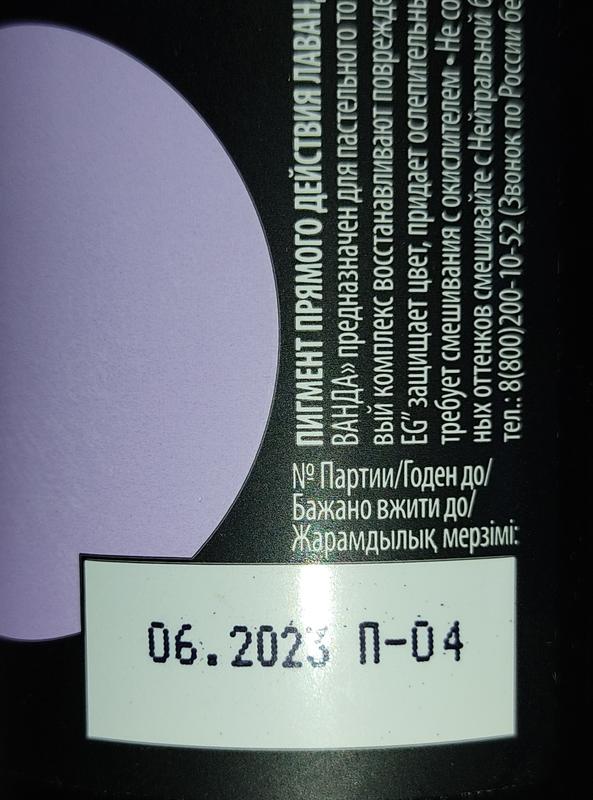 ПИГМЕНТ ПРЯМОГО ДЕЙСТВИЯ
ВАНДА» предназначен для пастельного
вый комплекс восстанавливают
EG” защищает цвет, придает
требует смешивания с окислителем • Не
ных оттенков смешивайте с Нейтральной
тел.: 8(800)200-10-52 (Звонок по России
№ Партии/Годен до/
Бажано вжити до/
Жарамдылық мерзімі:
06.2023 П-04